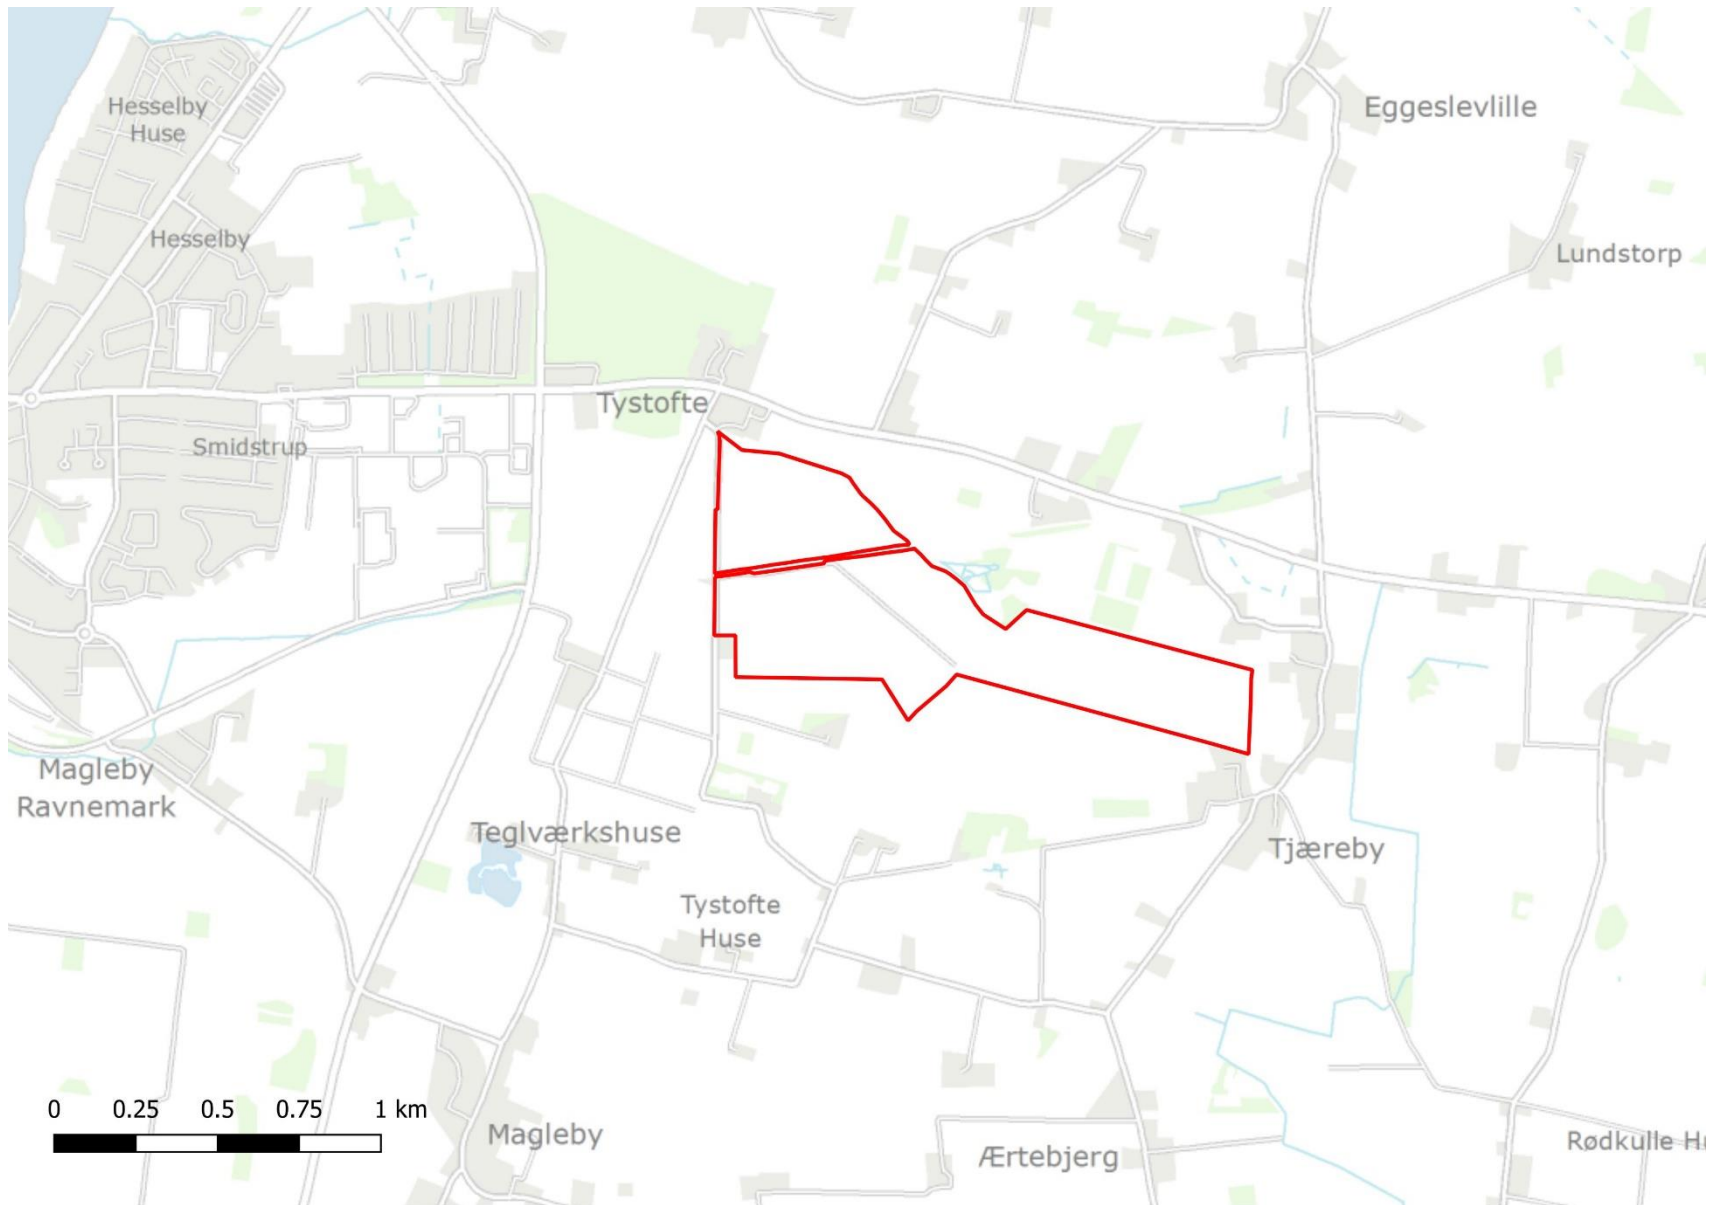 Hesselby
Huse
Eggeslevlille
Hesselby
Lundstorp
Tystofte
Smidstrup
Magleby
Ravnemark
Teglværkshuse
Tjæreby
Tystofte
Huse
0 0.25 0.5 0.75 1 km
Magleby
Ærtebjerg
Rødkulle H